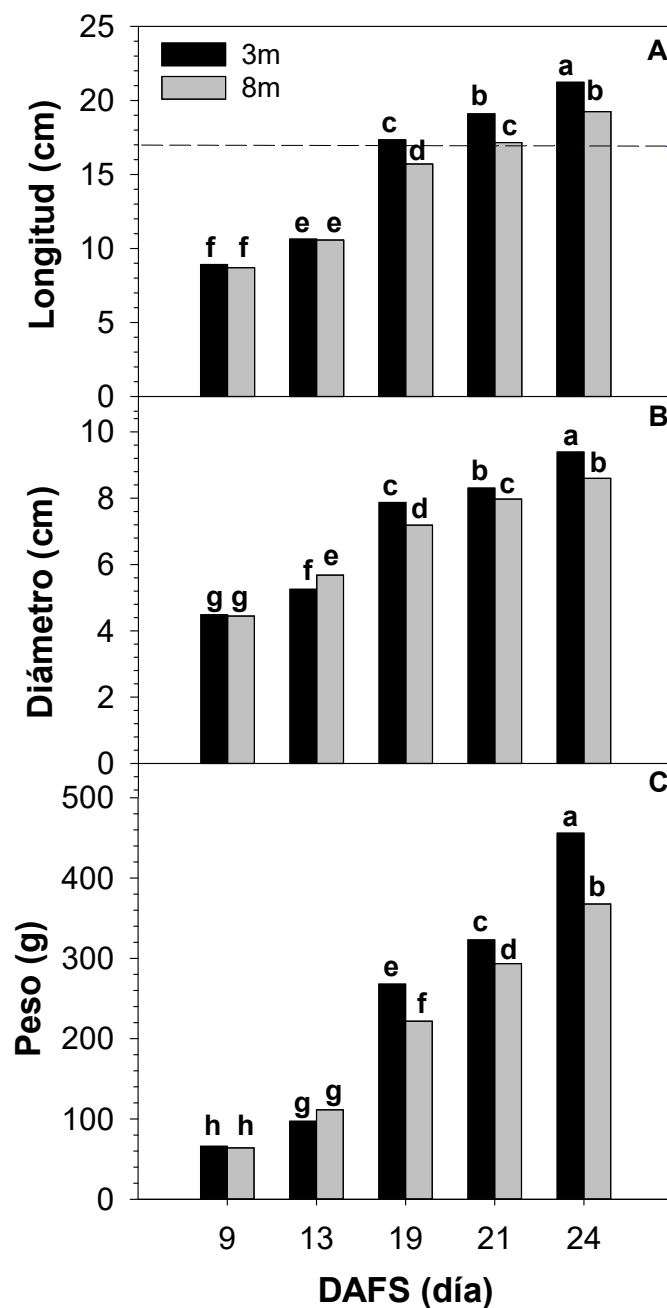 25
A
3m
8m
a
20
b
b
c
c
d
15
Longitud (cm)
10
f f
e e
5
0
B
10
a
b
b
c
c
d
8
6
f
e
g g
4
Diámetro (cm)
2
0
C
500
a
400
b
c
d
300
e
f
Peso (g)
200
g
g
100
h h
0
9 13 19 21 24
DAFS (día)